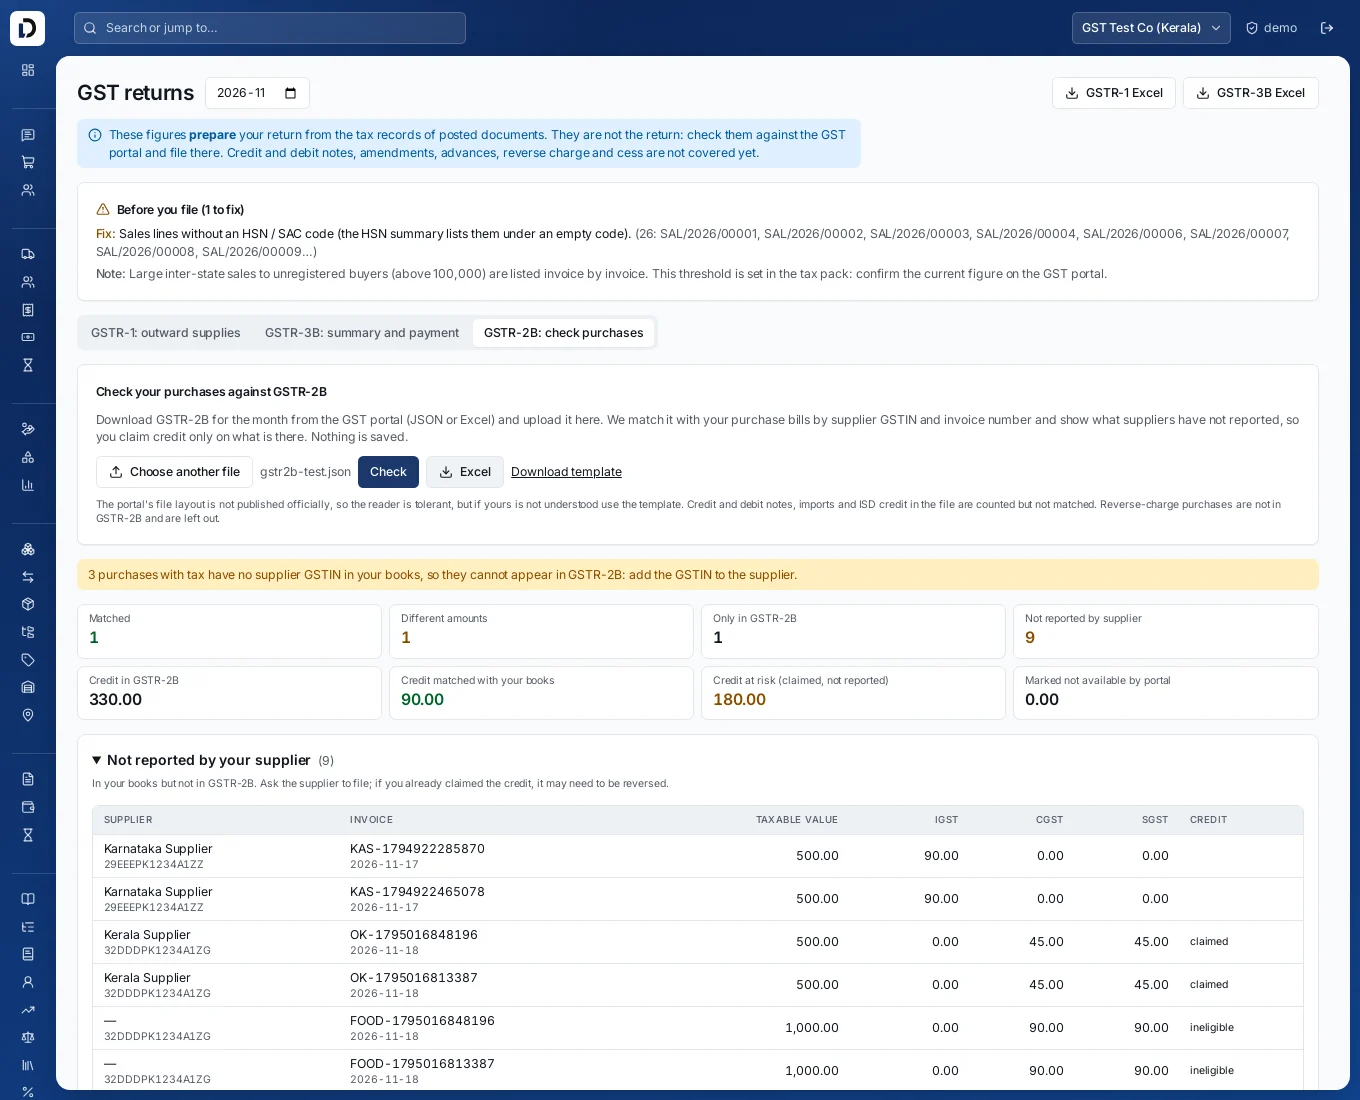 Search or jump to...
GST Test Co (Kerala)
demo
GST returns
2026-11
GSTR-1 Excel
GSTR-3B Excel
These figures prepare your return from the tax records of posted documents. They are not the return: check them against the GST
portal and file there. Credit and debit notes, amendments, advances, reverse charge and cess are not covered yet.
Before you file (1 to fix)
Fix: Sales lines without an HSN / SAC code (the HSN summary lists them under an empty code). (26: SAL/2026/00001, SAL/2026/00002, SAL/2026/00003, SAL/2026/00004, SAL/2026/00006, SAL/2026/00007,
SAL/2026/00008, SAL/2026/00009...)
Note: Large inter-state sales to unregistered buyers (above 100,000) are listed invoice by invoice. This threshold is set in the tax pack: confirm the current figure on the GST portal.
GSTR-1: outward supplies
GSTR-3B: summary and payment
GSTR-2B: check purchases
Check your purchases against GSTR-2B
Download GSTR-2B for the month from the GST portal (JSON or Excel) and upload it here. We match it with your purchase bills by supplier GSTIN and invoice number and show what suppliers have not reported, so
you claim credit only on what is there. Nothing is saved.
Choose another file
gstr2b-test.json
Check
Excel
Download template
The portal's file layout is not published officially, so the reader is tolerant, but if yours is not understood use the template. Credit and debit notes, imports and ISD credit in the file are counted but not matched. Reverse-charge purchases are not in
GSTR-2B and are left out.
3 purchases with tax have no supplier GSTIN in your books, so they cannot appear in GSTR-2B: add the GSTIN to the supplier.
Matched
1
Different amounts
1
Only in GSTR-2B
1
Not reported by supplier
9
Credit in GSTR-2B
330.00
Credit matched with your books
90.00
Credit at risk (claimed, not reported)
180.00
Marked not available by portal
0.00
Not reported by your supplier (9)
In your books but not in GSTR-2B. Ask the supplier to file; if you already claimed the credit, it may need to be reversed.
SUPPLIER INVOICE TAXABLE VALUE IGST CGST SGST CREDIT
Karnataka Supplier KAS-1794922285870 500.00 90.00 0.00 0.00
29EEEPK1234A1ZZ 2026-11-17
Karnataka Supplier KAS-1794922465078 500.00 90.00 0.00 0.00
29EEEPK1234A1ZZ 2026-11-17
Kerala Supplier OK-1795016848196 500.00 0.00 45.00 45.00 claimed
32DDDPK1234A1ZG 2026-11-18
Kerala Supplier OK-1795016813387 500.00 0.00 45.00 45.00 claimed
32DDDPK1234A1ZG 2026-11-18
— FOOD-1795016848196 1,000.00 0.00 90.00 90.00 ineligible
32DDDPK1234A1ZG 2026-11-18
— FOOD-1795016813387 1,000.00 0.00 90.00 90.00 ineligible
32DDDPK1234A1ZG 2026-11-18